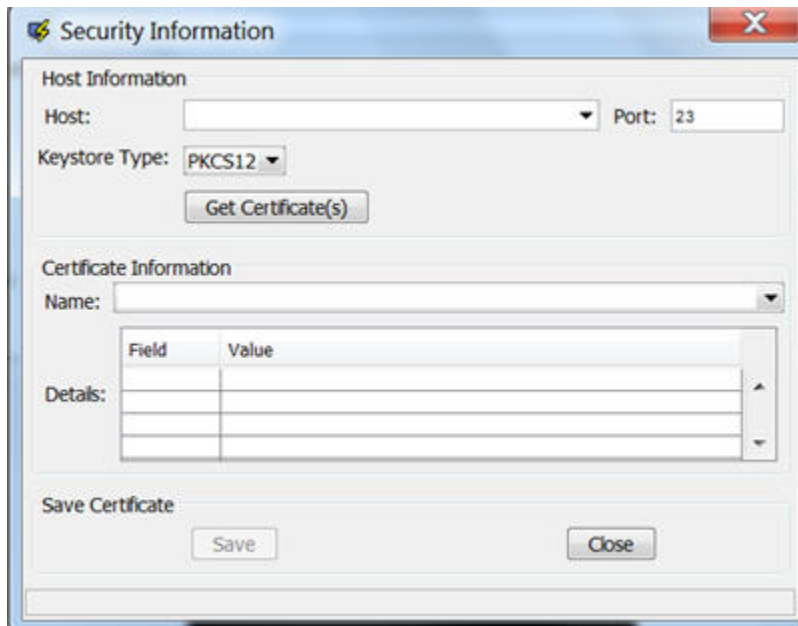 Security Information
Host Information
Host: Port: 23
Keystore Type: PKCS12
Get Certificate(s)
Certificate Information
Name:
Field Value
Details:
Save Certificate
Save Close